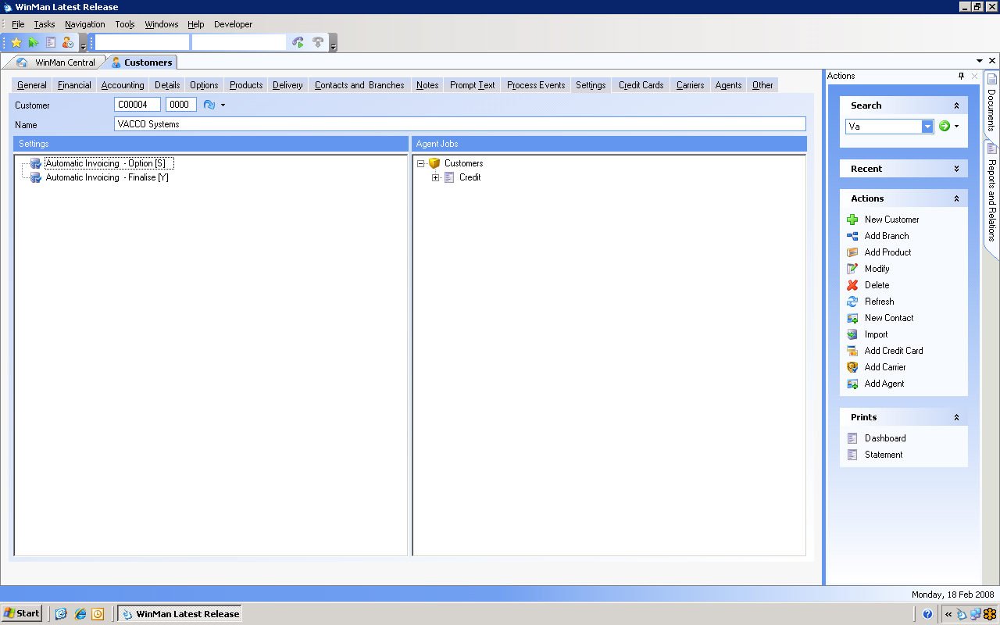 WinMan Latest Release
File Tasks Navigation Tools Windows Help Developer
WinMan Central Customers
General Financial Accounting Details Options Products Delivery Contacts and Branches Notes Prompt Text Process Events Settings Credit Cards Carriers Agents Other
Customer C00004 0000
Name VACCO Systems
Settings
Automatic Invoicing - Option [S]
Automatic Invoicing - Finalise [Y]
Agent Jobs
Customers
Credit
Actions
Search
Va
Recent
Actions
New Customer
Add Branch
Add Product
Modify
Delete
Refresh
New Contact
Import
Add Credit Card
Add Carrier
Add Agent
Prints
Dashboard
Statement
Documents
Reports and Relations
Monday, 18 Feb 2008
Start WinMan Latest Release